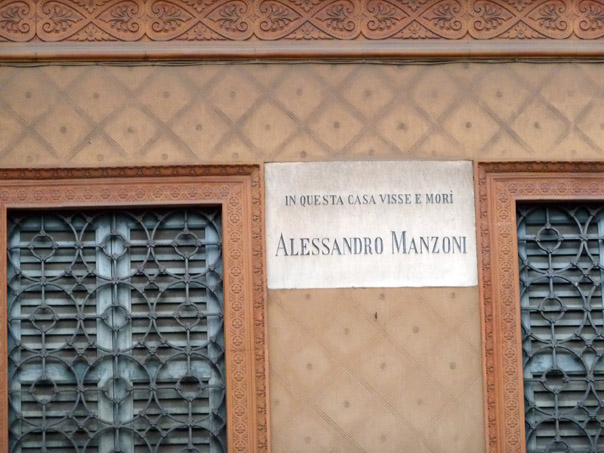 IN QUESTA CASA VISSE E MORÌ
ALESSANDRO MANZONI